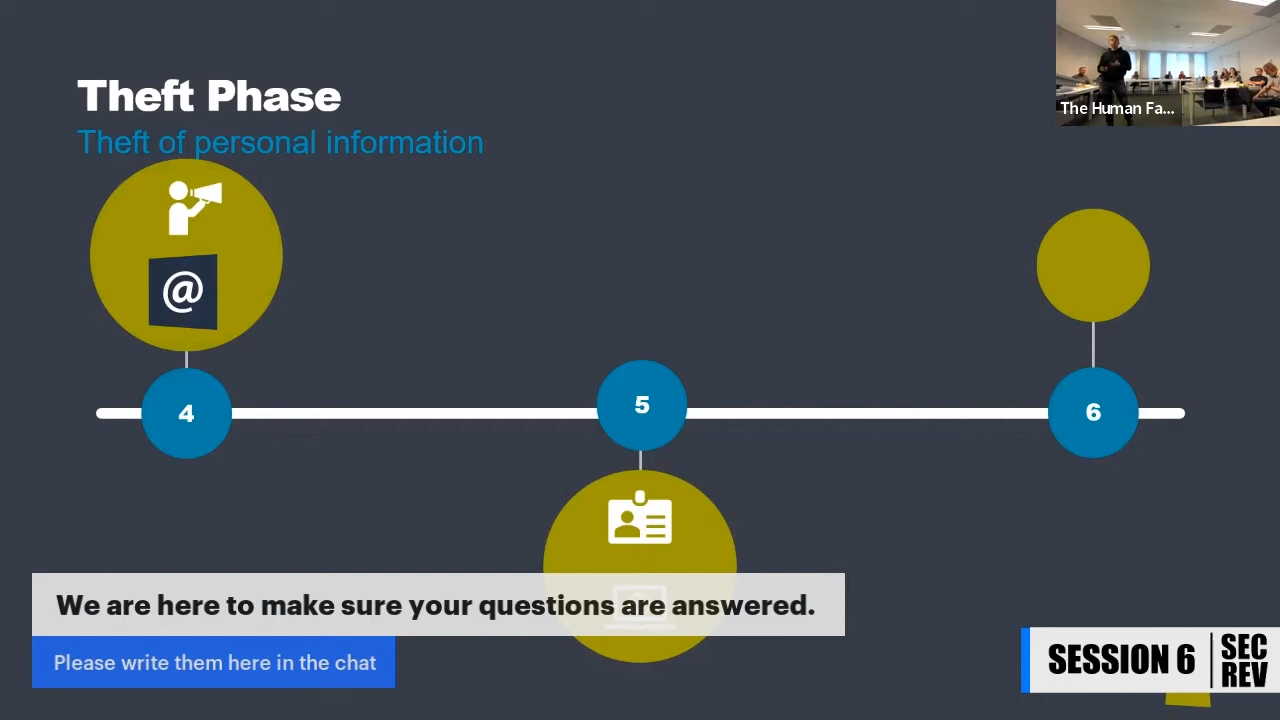 Theft Phase
Theft of personal information
The Human Fa...
@
4
5
6
We are here to make sure your questions are answered.
Please write them here in the chat
SESSION 6
SEC
REV